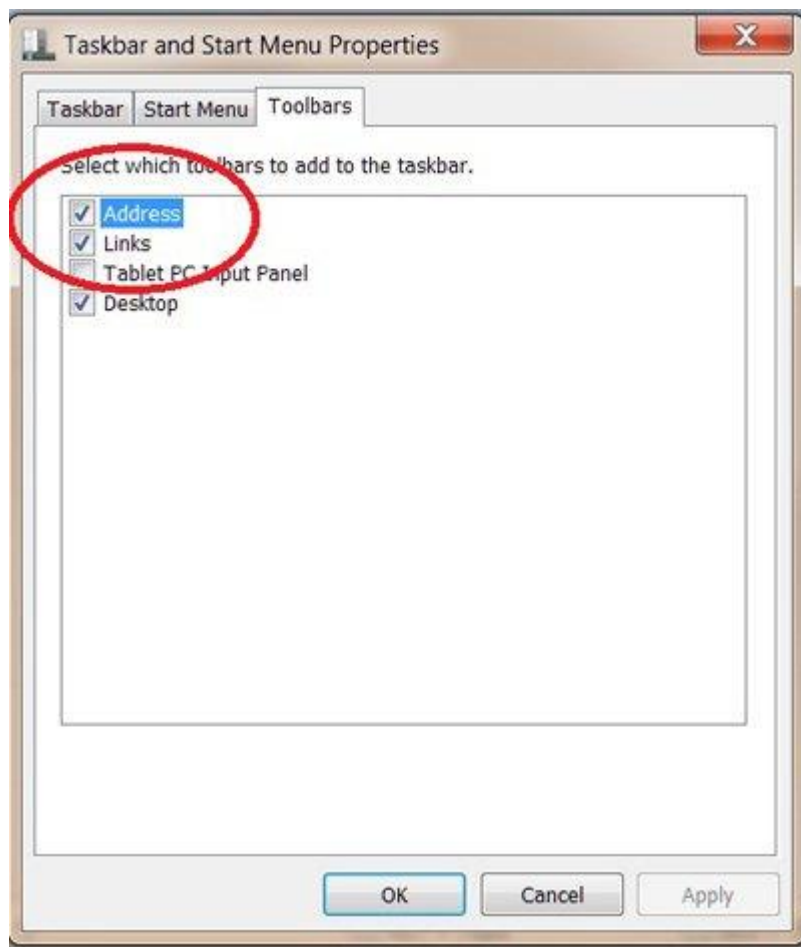 Taskbar and Start Menu Properties
Taskbar Start Menu Toolbars
Select which toolbars to add to the taskbar.
Address
Links
Tablet PC Input Panel
Desktop
OK Cancel Apply